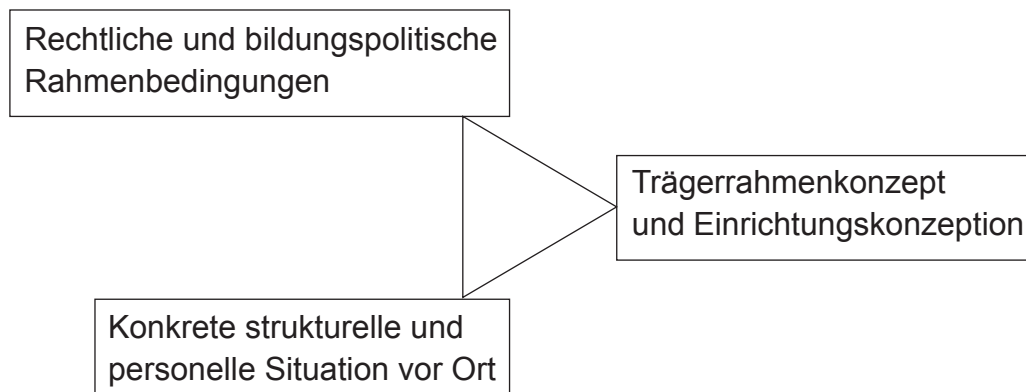 Rechtliche und bildungspolitische
Rahmenbedingungen
Trägerrahmenkonzept
und Einrichtungskonzeption
Konkrete strukturelle und
personelle Situation vor Ort